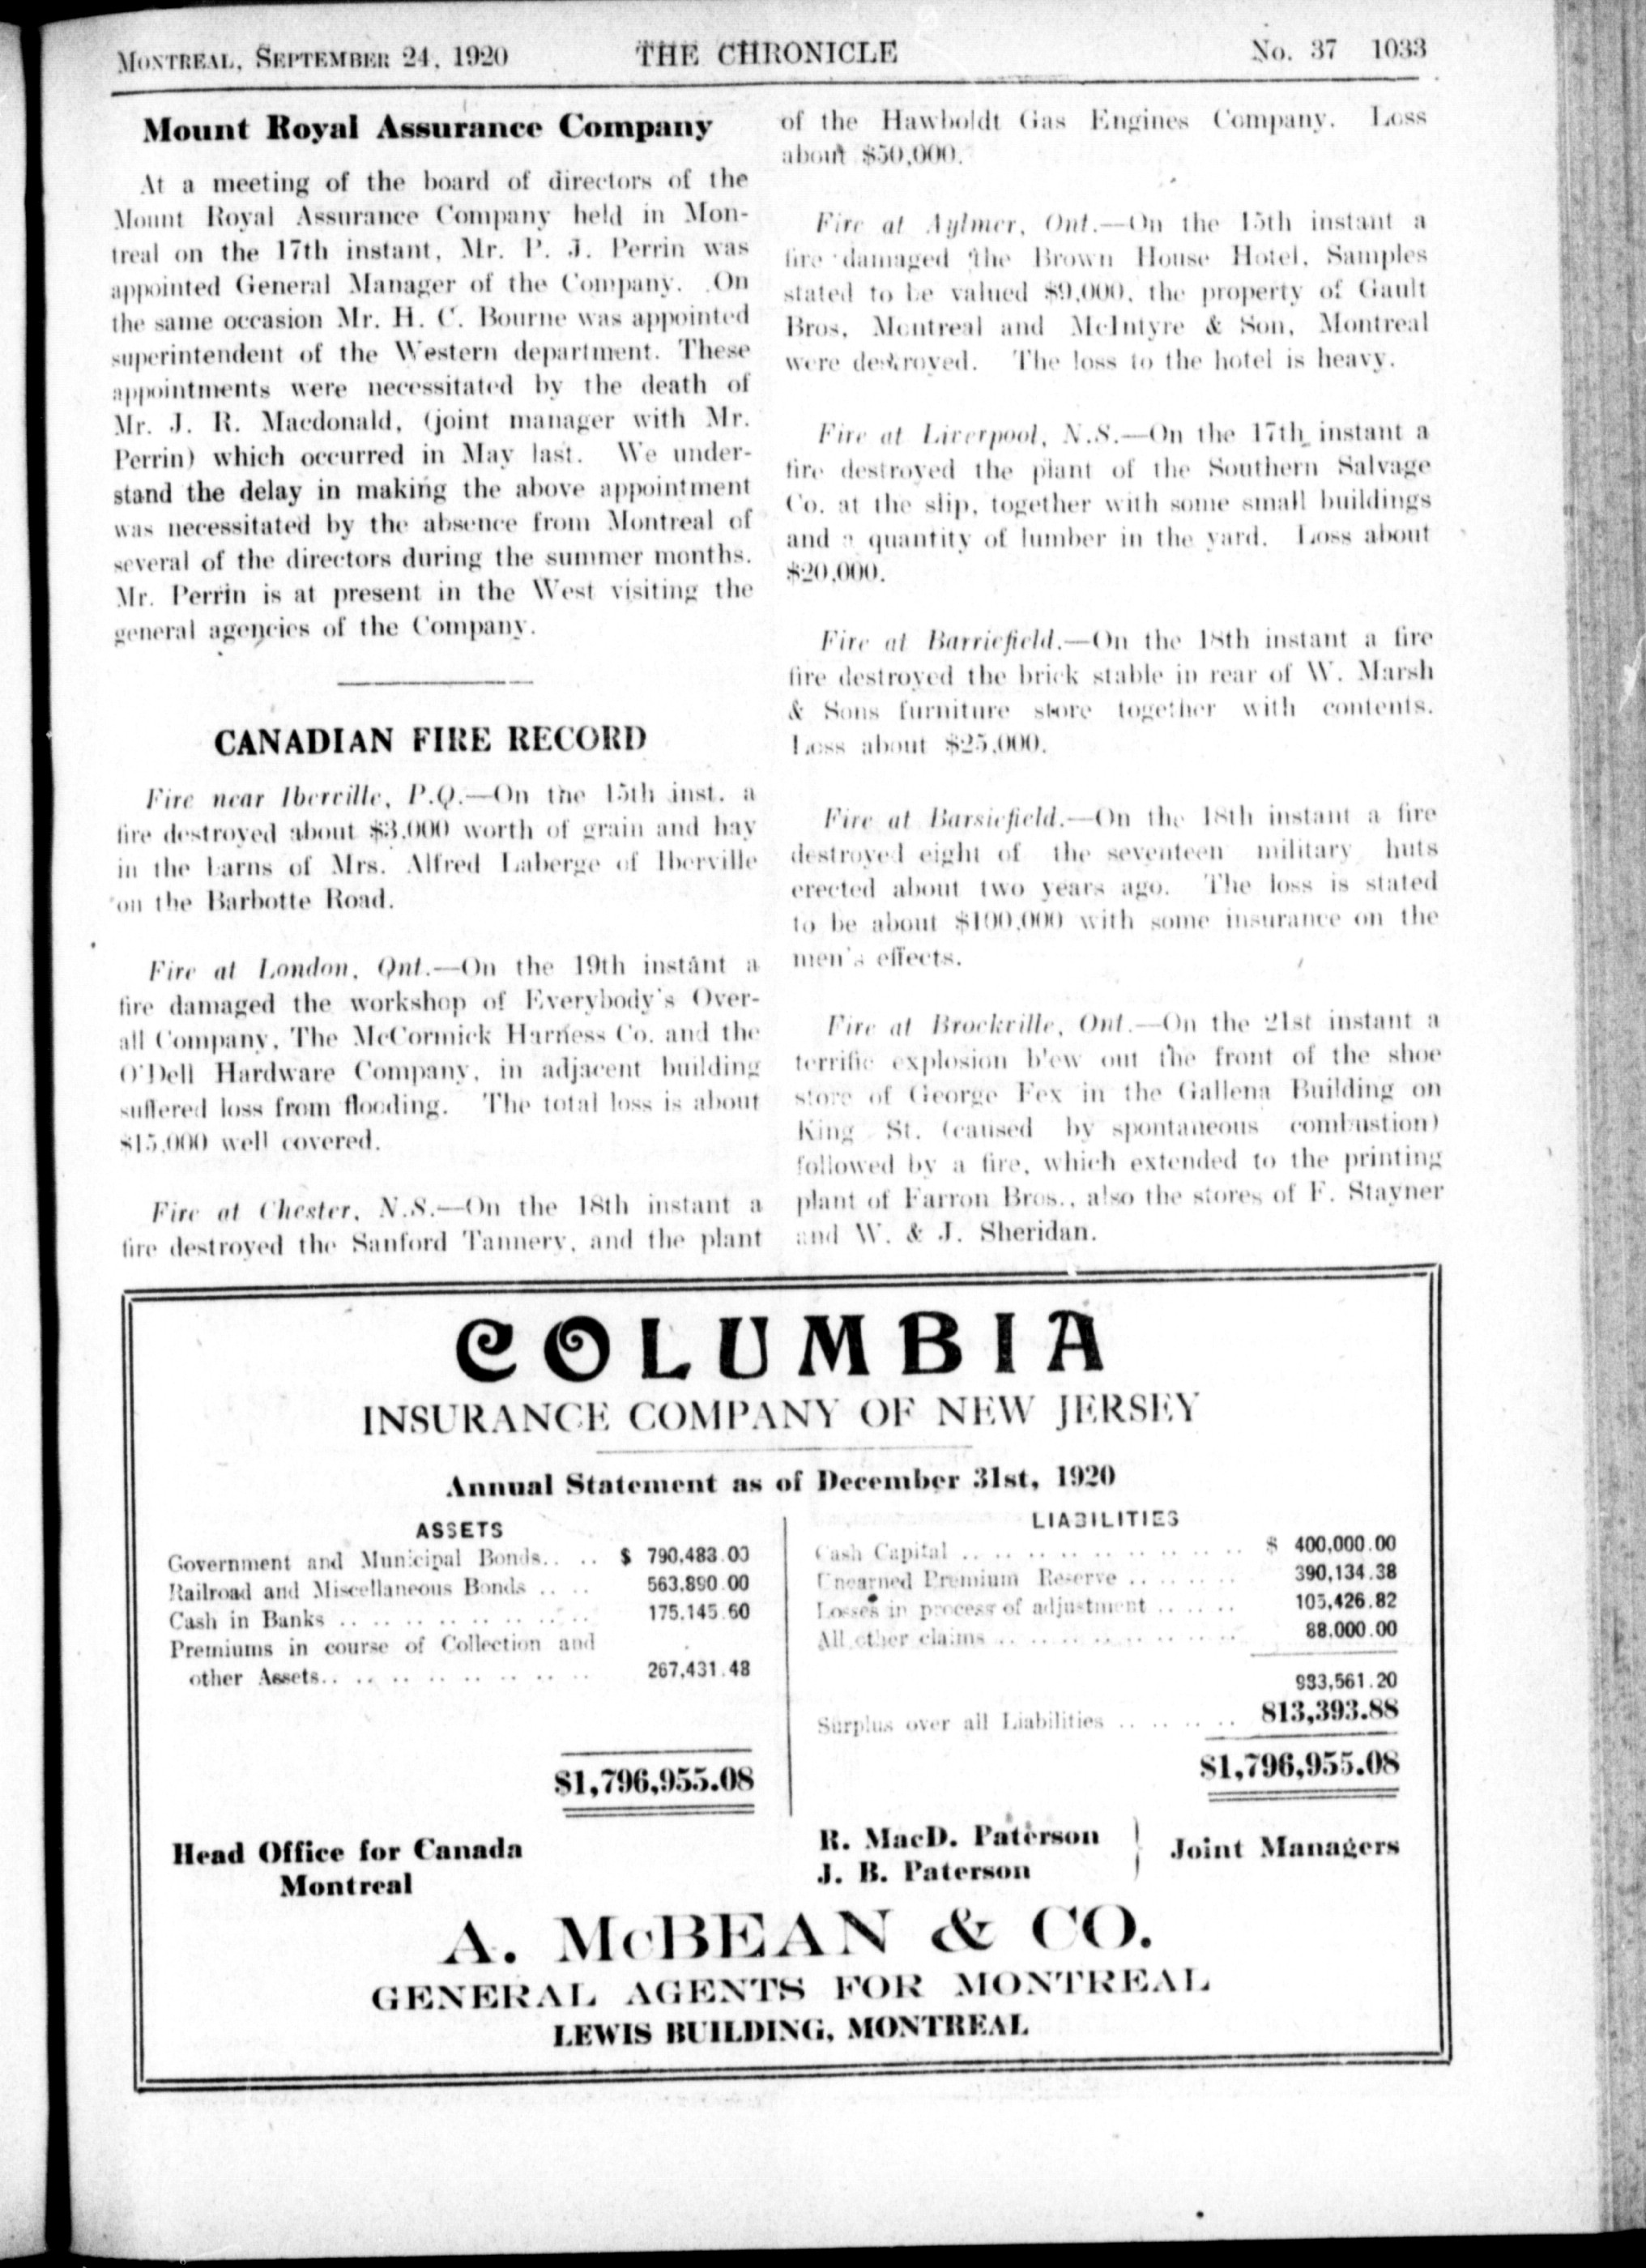 MONTREAL, SEPTEMBER 24, 1920 THE CHRONICLE No. 37 1033
Mount Royal Assurance Company
At a meeting of the board of directors of the
Mount Royal Assurance Company held in Mon-
treal on the 17th instant, Mr. P. J. Perrin was
appointed General Manager of the Company. On
the same occasion Mr. H. C. Bourne was appointed
superintendent of the Western department. These
appointments were necessitated by the death of
Mr. J. R. Macdonald, (joint manager with Mr.
Perrin) which occurred in May last. We under-
stand the delay in making the above appointment
was necessitated by the absence from Montreal of
several of the directors during the summer months.
Mr. Perrin is at present in the West visiting the
general agencies of the Company.
CANADIAN FIRE RECORD
Fire near Iberville, P.Q.—On the 15th inst. a
fire destroyed about $3,000 worth of grain and hay
in the barns of Mrs. Alfred Laberge of Iberville
on the Barbotte Road.
Fire at London, Ont.—On the 19th instant a
fire damaged the workshop of Everybody's Over-
all Company, The McCormick Harness Co. and the
O'Dell Hardware Company, in adjacent building
suffered loss from flooding. The total loss is about
$15,000 well covered.
Fire at Chester, N.S.—On the 18th instant a
fire destroyed the Sanford Tannery, and the plant
of the Hawboldt Gas Engines Company. Loss
about $50,000.
Fire at Aylmer, Ont.—On the 15th instant a
fire damaged the Brown House Hotel. Samples
stated to be valued $9,000, the property of Gault
Bros. Montreal and McIntyre & Son, Montreal
were destroyed. The loss to the hotel is heavy.
Fire at Liverpool, N.S.—On the 17th instant a
fire destroyed the plant of the Southern Salvage
Co. at the slip, together with some small buildings
and a quantity of lumber in the yard. Loss about
$20,000.
Fire at Barriefield.—On the 18th instant a fire
fire destroyed the brick stable in rear of W. Marsh
& Sons furniture store together with contents.
Loss about $25,000.
Fire at Barsiefield.—On the 18th instant a fire
destroyed eight of the seventeen military huts
erected about two years ago. The loss is stated
to be about $100,000 with some insurance on the
men's effects.
Fire at Brockville, Ont.—On the 21st instant a
terrific explosion blew out the front of the shoe
store of George Fex in the Gallena Building on
King St. (caused by spontaneous combustion)
followed by a fire, which extended to the printing
plant of Farron Bros., also the stores of F. Stayner
and W. & J. Sheridan.
COLUMBIA
INSURANCE COMPANY OF NEW JERSEY
Annual Statement as of December 31st, 1920
ASSETS
Government and Municipal Bonds.. .. $ 790,483.00
Railroad and Miscellaneous Bonds .. .. 563,890.00
Cash in Banks .. .. .. .. .. .. .. .. 175,145.60
Premiums in course of Collection and
other Assets.. .. .. .. .. .. .. .. 267,431.48
$1,796,955.08
LIABILITIES
Cash Capital .. .. .. .. .. .. .. .. .. $ 400,000.00
Unearned Premium Reserve .. .. .. .. 390,134.38
Losses in process of adjustment .. .. .. 105,426.82
All other claims .. .. .. .. .. .. .. .. 88,000.00
983,561.20
Surplus over all Liabilities .. .. .. .. 813,393.88
$1,796,955.08
Head Office for Canada
Montreal
R. MacD. Paterson
J. B. Paterson
Joint Managers
A. McBEAN & CO.
GENERAL AGENTS FOR MONTREAL
LEWIS BUILDING, MONTREAL